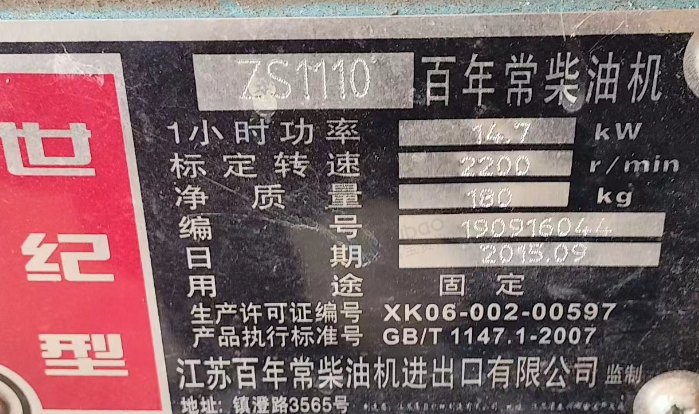 ZS1110 百年常柴油机
世纪型
1小时功率 14.7 kW
标定转速 2200 r/min
净质量 180 kg
编号 190916044
日期 2015.09
用途 固定
生产许可证编号 XK06-002-00597
产品执行标准号 GB/T 1147.1-2007
江苏百年常柴油机进出口有限公司 监制
地址: 镇澄路3565号